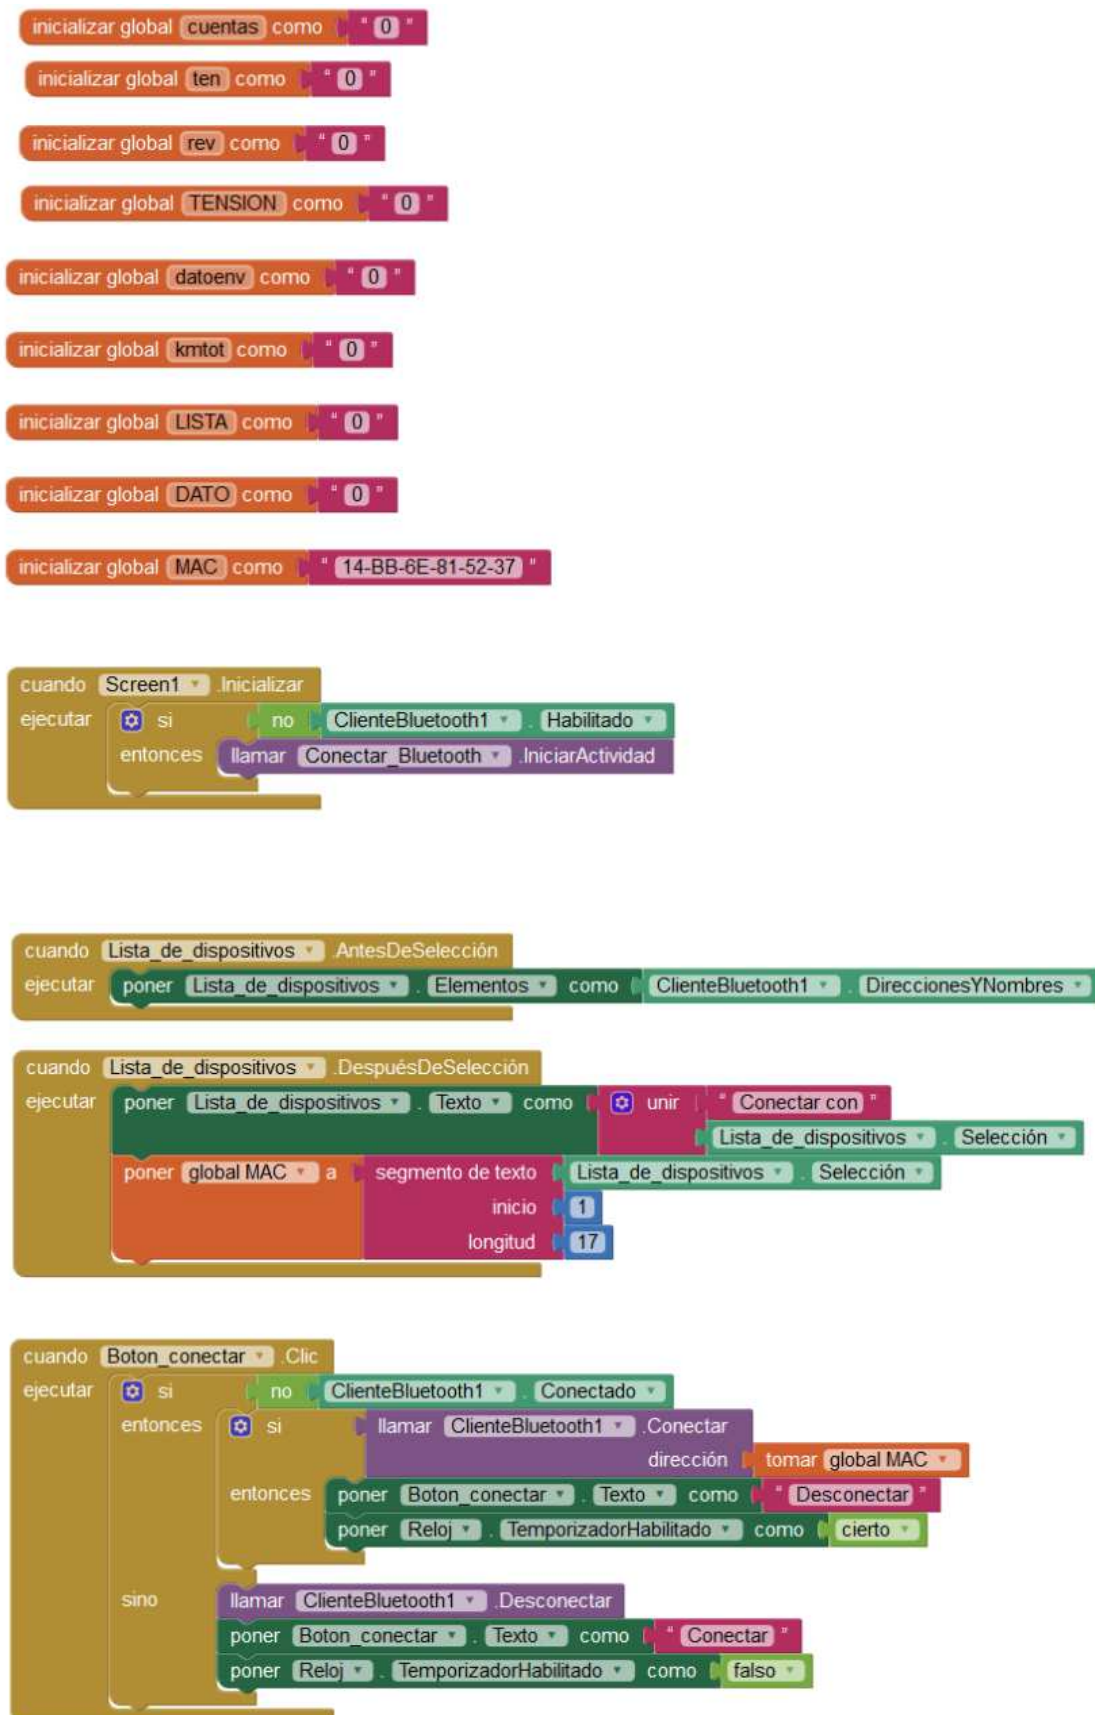 inicializar global cuentas como " 0 "
inicializar global ten como " 0 "
inicializar global rev como " 0 "
inicializar global TENSION como " 0 "
inicializar global datoenv como " 0 "
inicializar global kmtot como " 0 "
inicializar global LISTA como " 0 "
inicializar global DATO como " 0 "
inicializar global MAC como " 14-BB-6E-81-52-37 "
cuando Screen1 .Inicializar
ejecutar si no ClienteBluetooth1 . Habilitado
entonces llamar Conectar_Bluetooth .IniciarActividad
cuando Lista_de_dispositivos .AntesDeSelección
ejecutar poner Lista_de_dispositivos . Elementos como ClienteBluetooth1 . DireccionesYNombres
cuando Lista_de_dispositivos .DespuésDeSelección
ejecutar poner Lista_de_dispositivos . Texto como unir " Conectar con "
Lista_de_dispositivos . Selección
poner global MAC a segmento de texto Lista_de_dispositivos . Selección
inicio 1
longitud 17
cuando Boton_conectar .Clic
ejecutar si no ClienteBluetooth1 . Conectado
entonces si llamar ClienteBluetooth1 .Conectar
dirección tomar global MAC
entonces poner Boton_conectar . Texto como " Desconectar "
poner Reloj . TemporizadorHabilitado como cierto
sino llamar ClienteBluetooth1 .Desconectar
poner Boton_conectar . Texto como " Conectar "
poner Reloj . TemporizadorHabilitado como falso